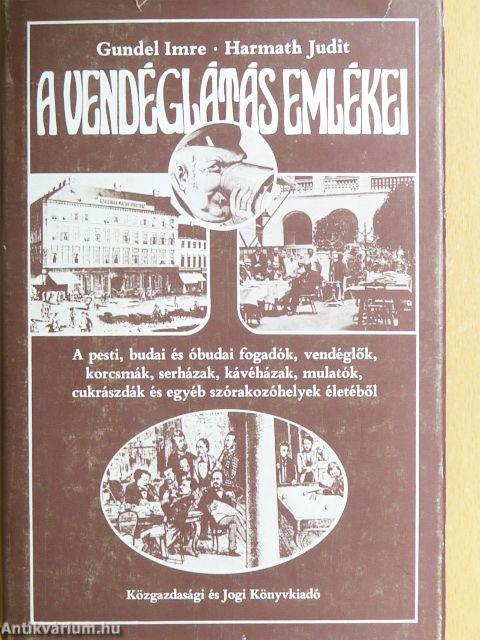 Gundel Imre · Harmath Judit
A VENDÉGLÁTÁS EMLÉKEI
A pesti, budai és óbudai fogadók, vendéglők,
korcsmák, serházak, kávéházak, mulatók,
cukrászdák és egyéb szórakozóhelyek életéből
Közgazdasági és Jogi Könyvkiadó
Antikvárium.hu